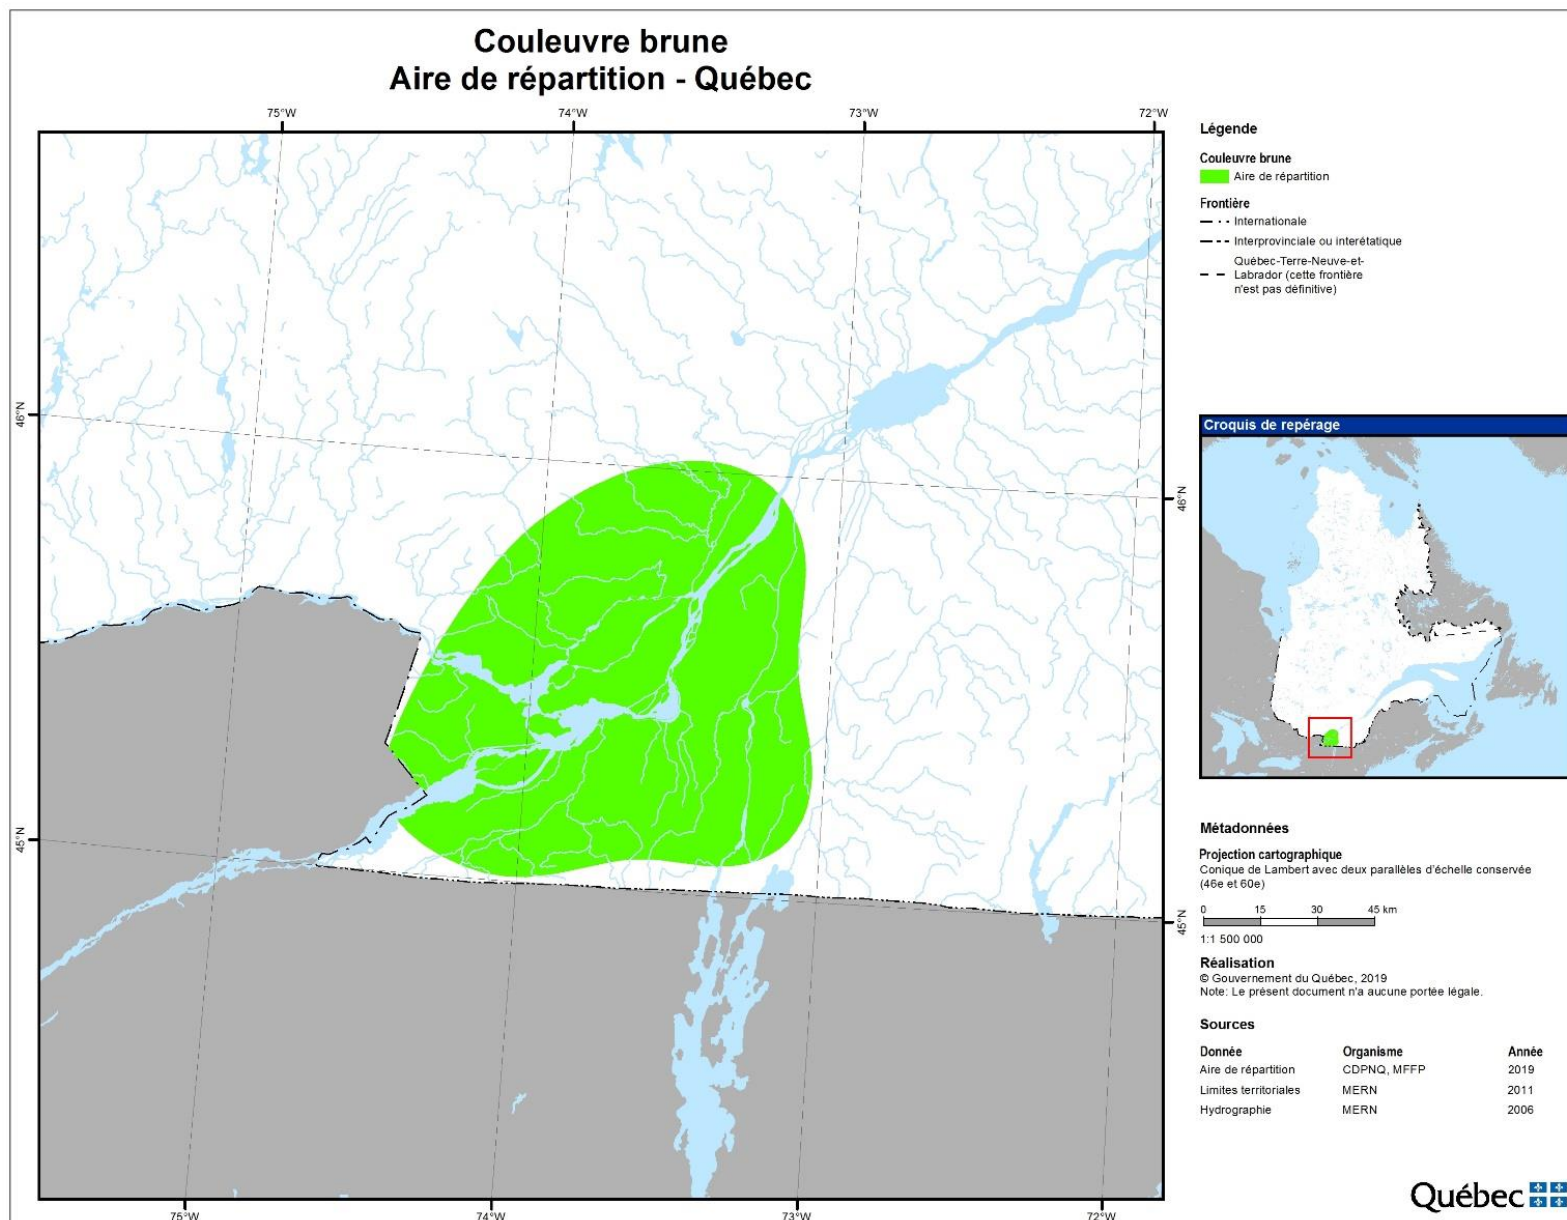 Couleuvre brune
Aire de répartition - Québec
75°W
74°W
73°W
72°W
46°N
45°N
46°N
45°N
75°W
74°W
73°W
72°W
Légende
Couleuvre brune
Aire de répartition
Frontière
Internationale
Interprovinciale ou interétatique
Québec-Terre-Neuve-et-
Labrador (cette frontière
n'est pas définitive)
Croquis de repérage
Métadonnées
Projection cartographique
Conique de Lambert avec deux parallèles d'échelle conservée
(46e et 60e)
0 15 30 45 km
1:1 500 000
Réalisation
© Gouvernement du Québec, 2019
Note: Le présent document n'a aucune portée légale.
Sources
Donnée Organisme Année
Aire de répartition CDPNQ, MFFP 2019
Limites territoriales MERN 2011
Hydrographie MERN 2006
Québec